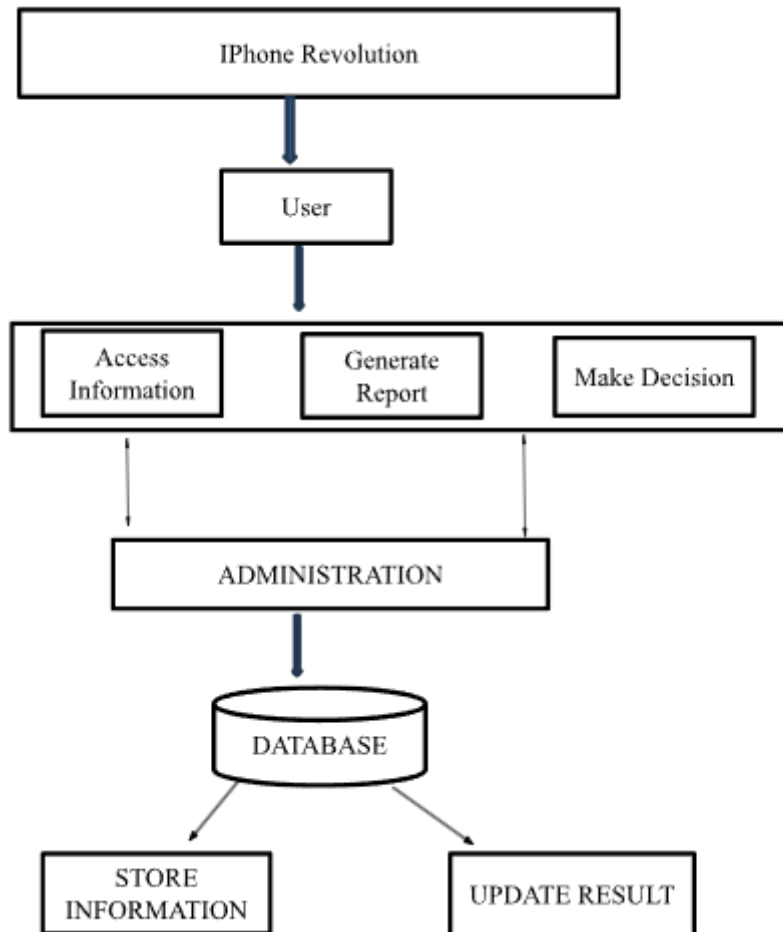 IPhone Revolution
User
Access
Information
Generate
Report
Make Decision
ADMINISTRATION
DATABASE
STORE
INFORMATION
UPDATE RESULT